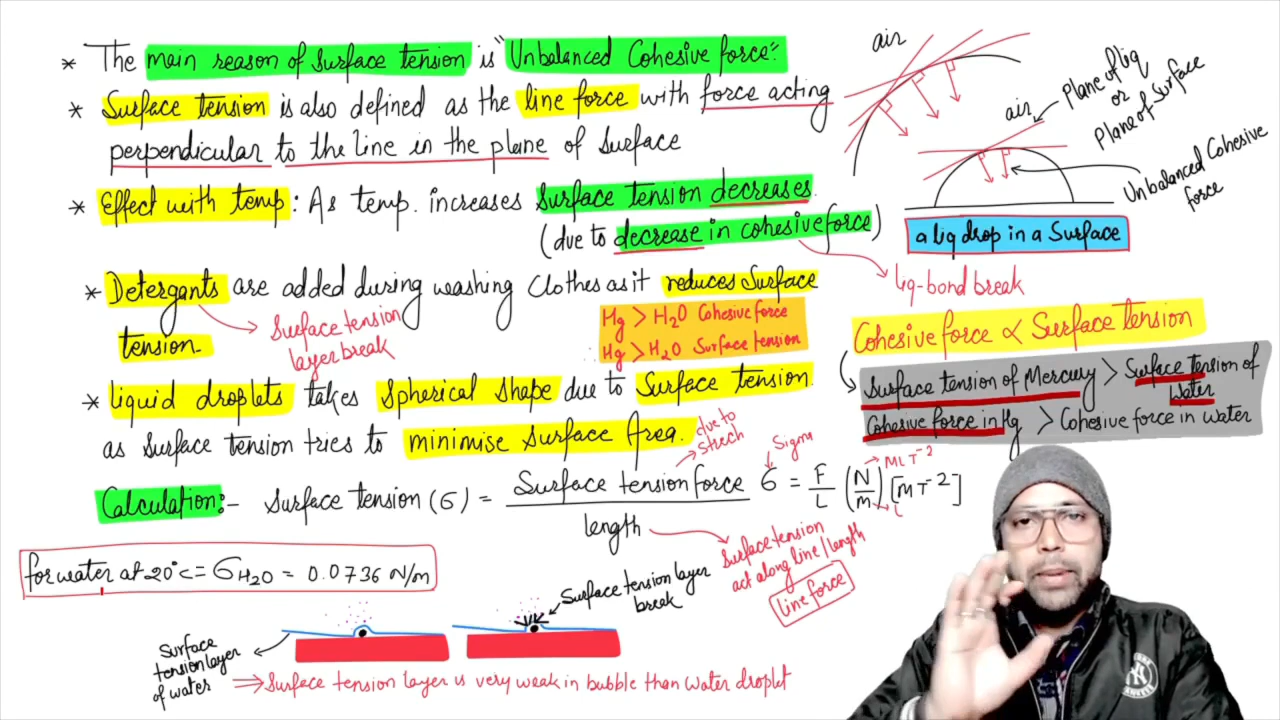 * The main reason of surface tension is "Unbalanced Cohesive force."
* Surface tension is also defined as the line force with force acting
perpendicular to the line in the plane of Surface
* Effect with temp: As temp. increases Surface tension decreases
(due to decrease in cohesive force)
liq-bond break
* Detergants are added during washing Clothes as it reduces Surface
tension.
Surface tension
layer break
Hg > H2O Cohesive force
Hg > H2O Surface tension
* liquid droplets takes Spherical Shape due to Surface tension.
as Surface tension tries to minimise Surface Area.
due to
strech
Calculation:- Surface tension (σ) = Surface tension force
length
σ = F
L
(N
m) [MT-2]
Sigma
MLT-2
L
Surface tension
act along line/length
line force
for water at 20°C = σH2O = 0.0736 N/m
Surface tension layer
break
Surface
tension layer
of water
⇒ Surface tension layer is very weak in bubble than water droplet
air
air
Plane of liq
or
Plane of Surface
Unbalanced Cohesive
force
a liq drop in a Surface
Cohesive force ∝ Surface tension
Surface tension of Mercury > Surface tension of
Water
Cohesive force in Hg > Cohesive force in water